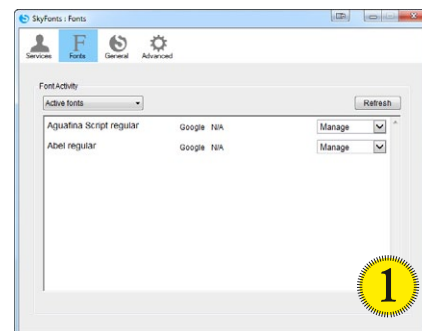 SkyFonts : Fonts
Services Fonts General Advanced
Font Activity
Active fonts Refresh
Aguafina Script regular Google N/A Manage
Abel regular Google N/A Manage
1